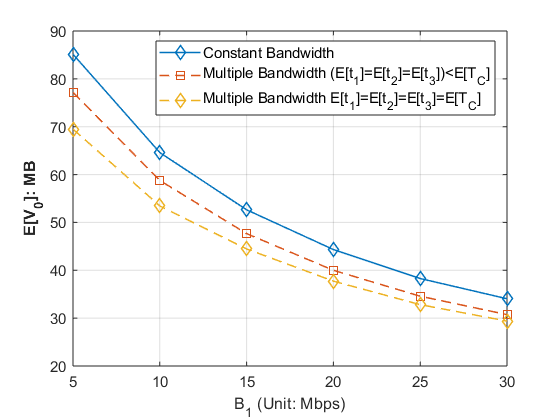 90
80
70
60
50
40
30
20
E[V0]: MB
Constant Bandwidth
Multiple Bandwidth (E[t1]=E[t2]=E[t3])<E[TC]
Multiple Bandwidth E[t1]=E[t2]=E[t3]=E[TC]
5 10 15 20 25 30
B1 (Unit: Mbps)